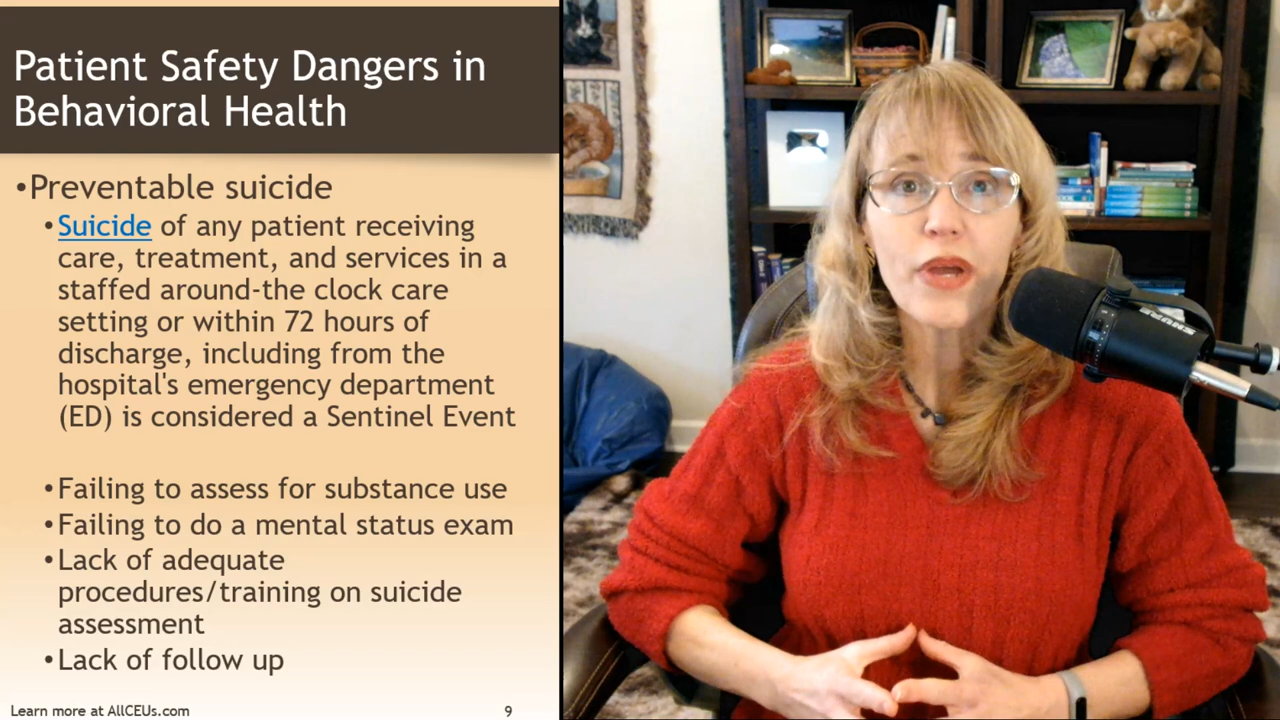 Patient Safety Dangers in
Behavioral Health
•Preventable suicide
•Suicide of any patient receiving
care, treatment, and services in a
staffed around-the clock care
setting or within 72 hours of
discharge, including from the
hospital's emergency department
(ED) is considered a Sentinel Event
•Failing to assess for substance use
•Failing to do a mental status exam
•Lack of adequate
procedures/training on suicide
assessment
•Lack of follow up
Learn more at AllCEUs.com
9
SHURE